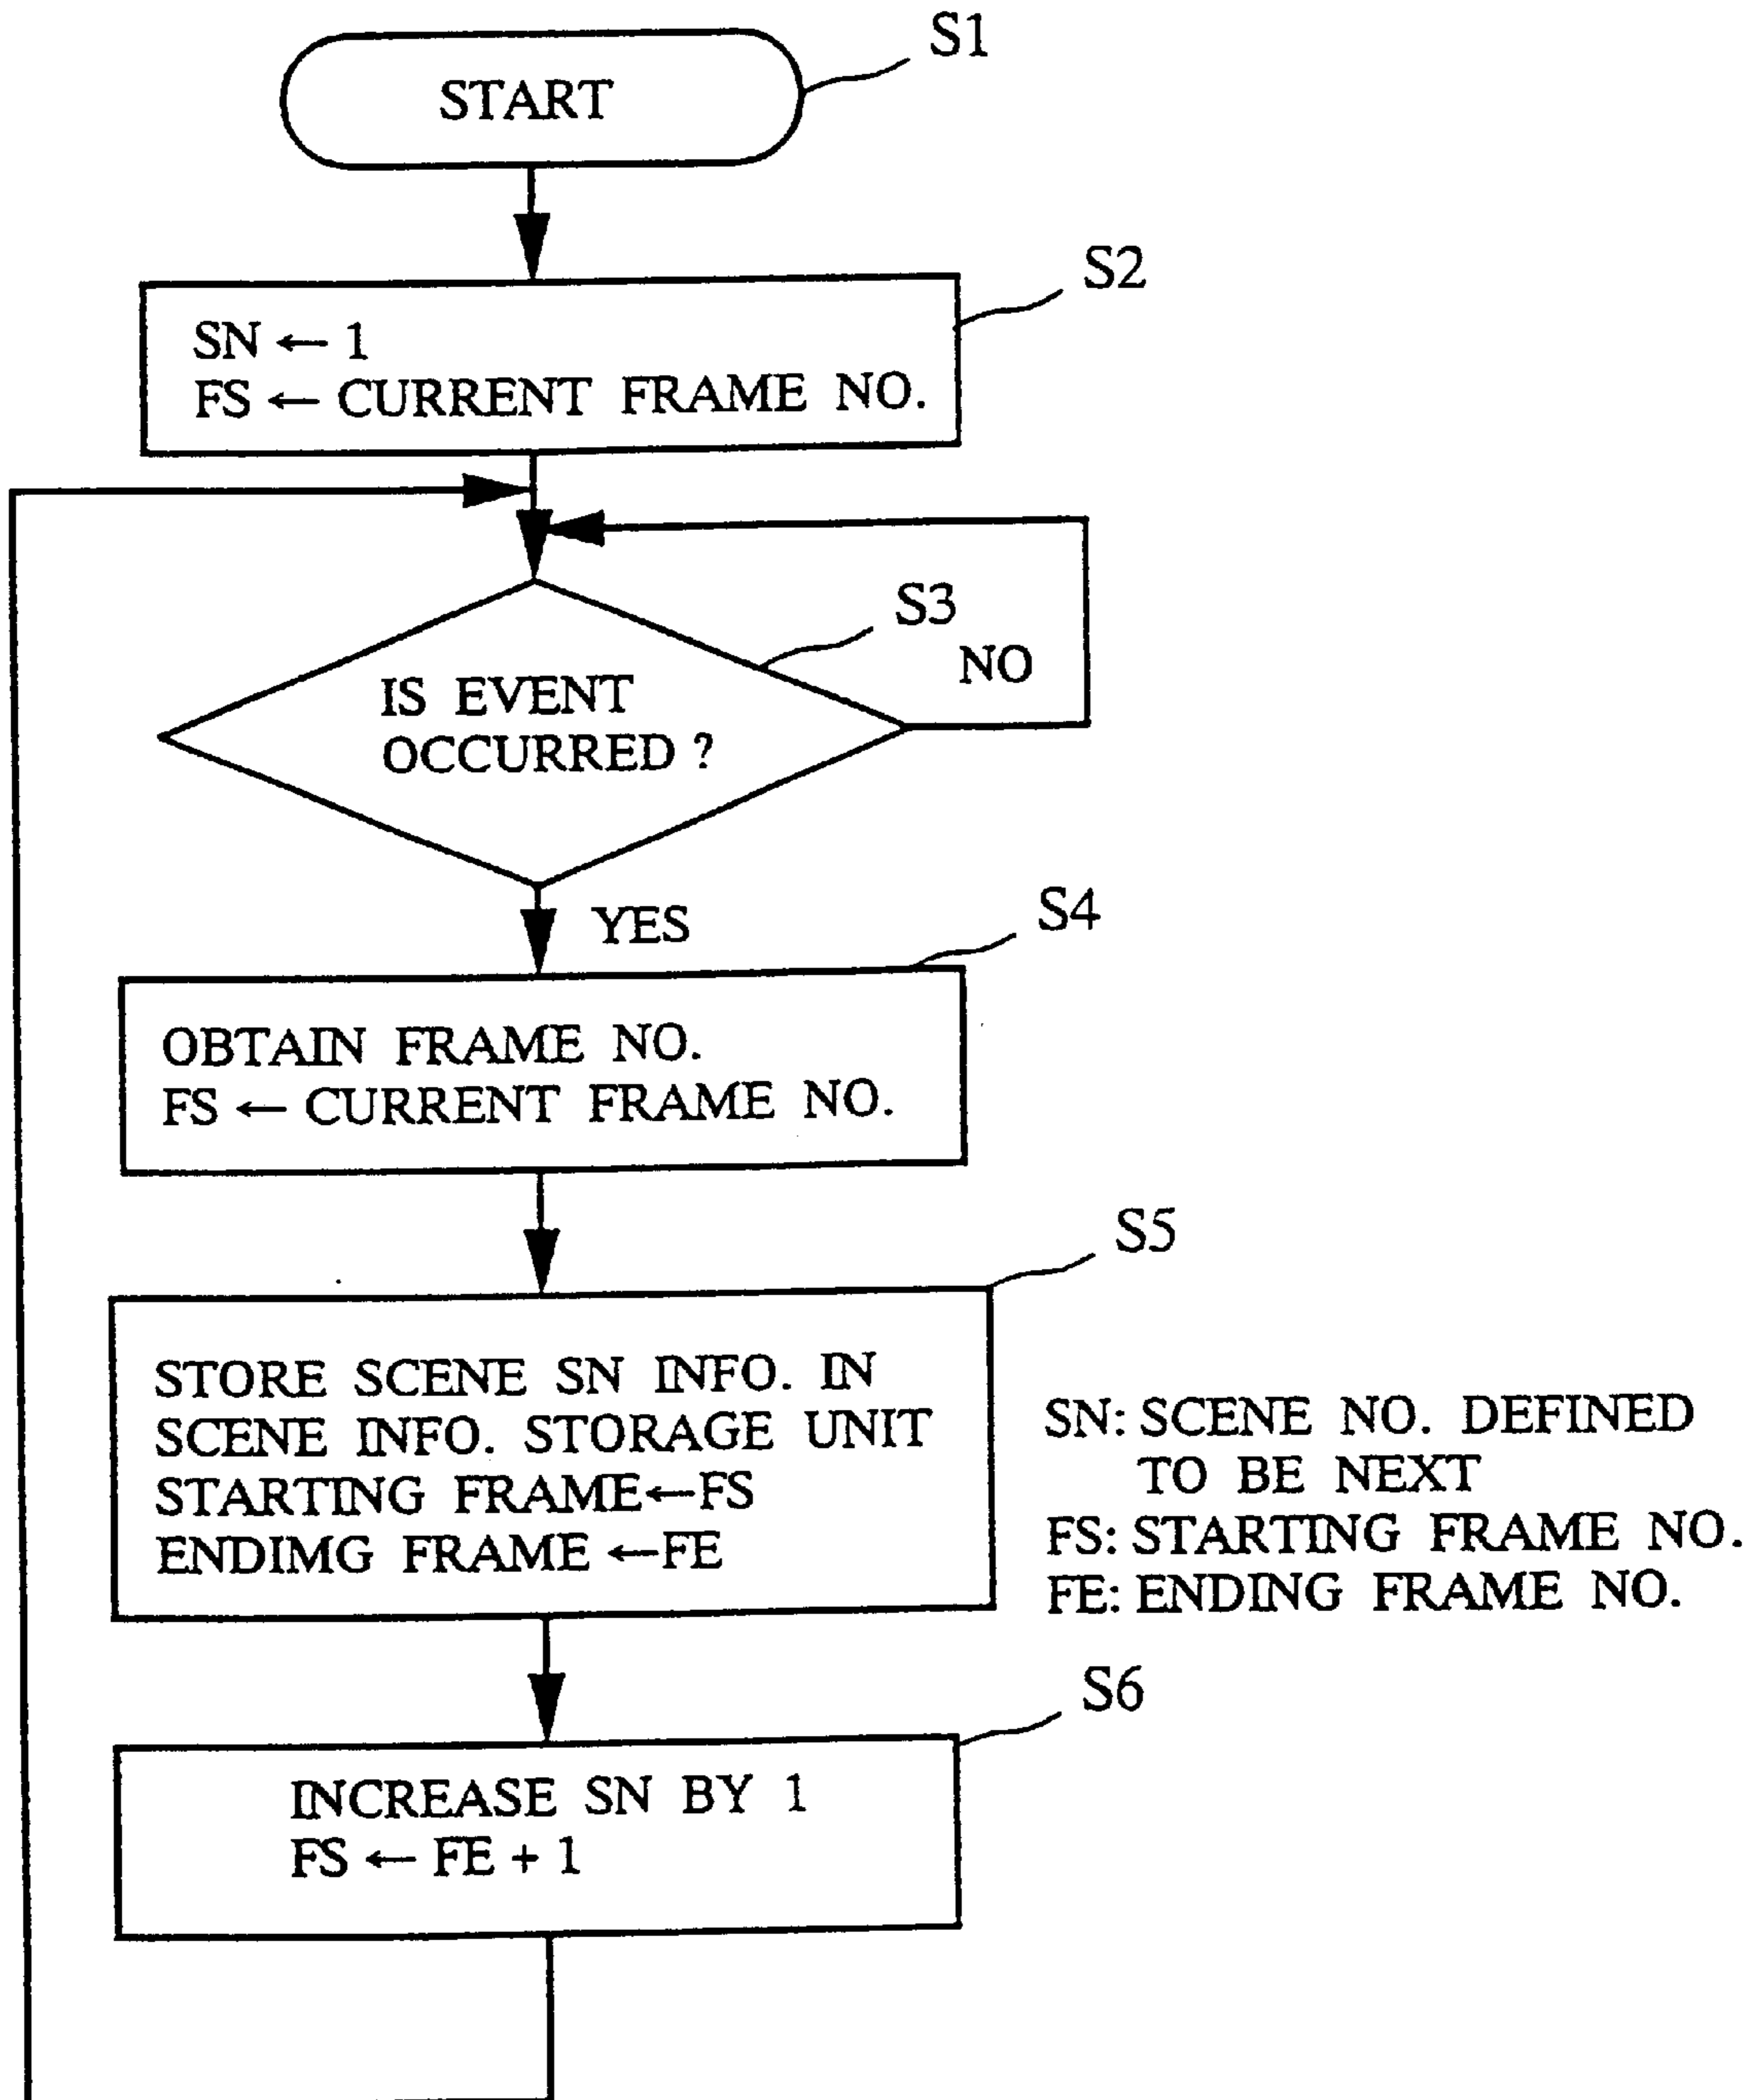 START
S1
S2
SN ← 1
FS ← CURRENT FRAME NO.
S3
NO
IS EVENT
OCCURRED ?
YES
S4
OBTAIN FRAME NO.
FS ← CURRENT FRAME NO.
S5
STORE SCENE SN INFO. IN
SCENE INFO. STORAGE UNIT
STARTING FRAME←FS
ENDIMG FRAME ←FE
SN: SCENE NO. DEFINED
TO BE NEXT
FS: STARTING FRAME NO.
FE: ENDING FRAME NO.
S6
INCREASE SN BY 1
FS ← FE + 1